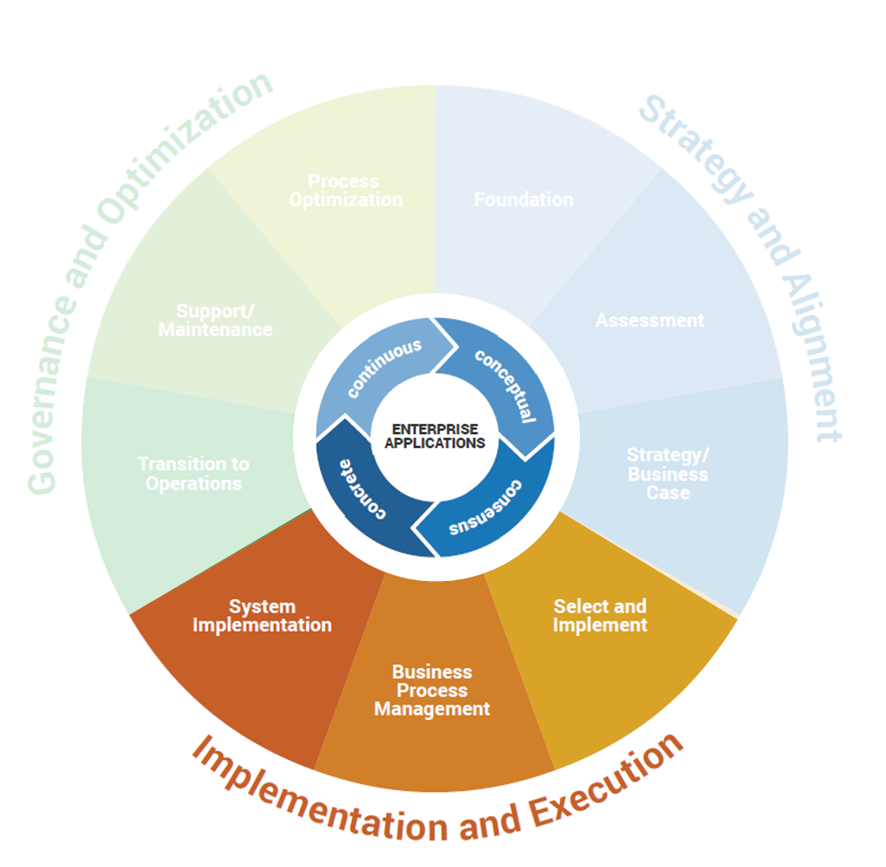 Governance and Optimization
Strategy and Alignment
Process
Optimization
Foundation
Support/
Maintenance
Assessment
Transition to
Operations
Strategy/
Business
Case
continuous
conceptual
ENTERPRISE
APPLICATIONS
concrete
consensus
System
Implementation
Select and
Implement
Business
Process
Management
Implementation and Execution